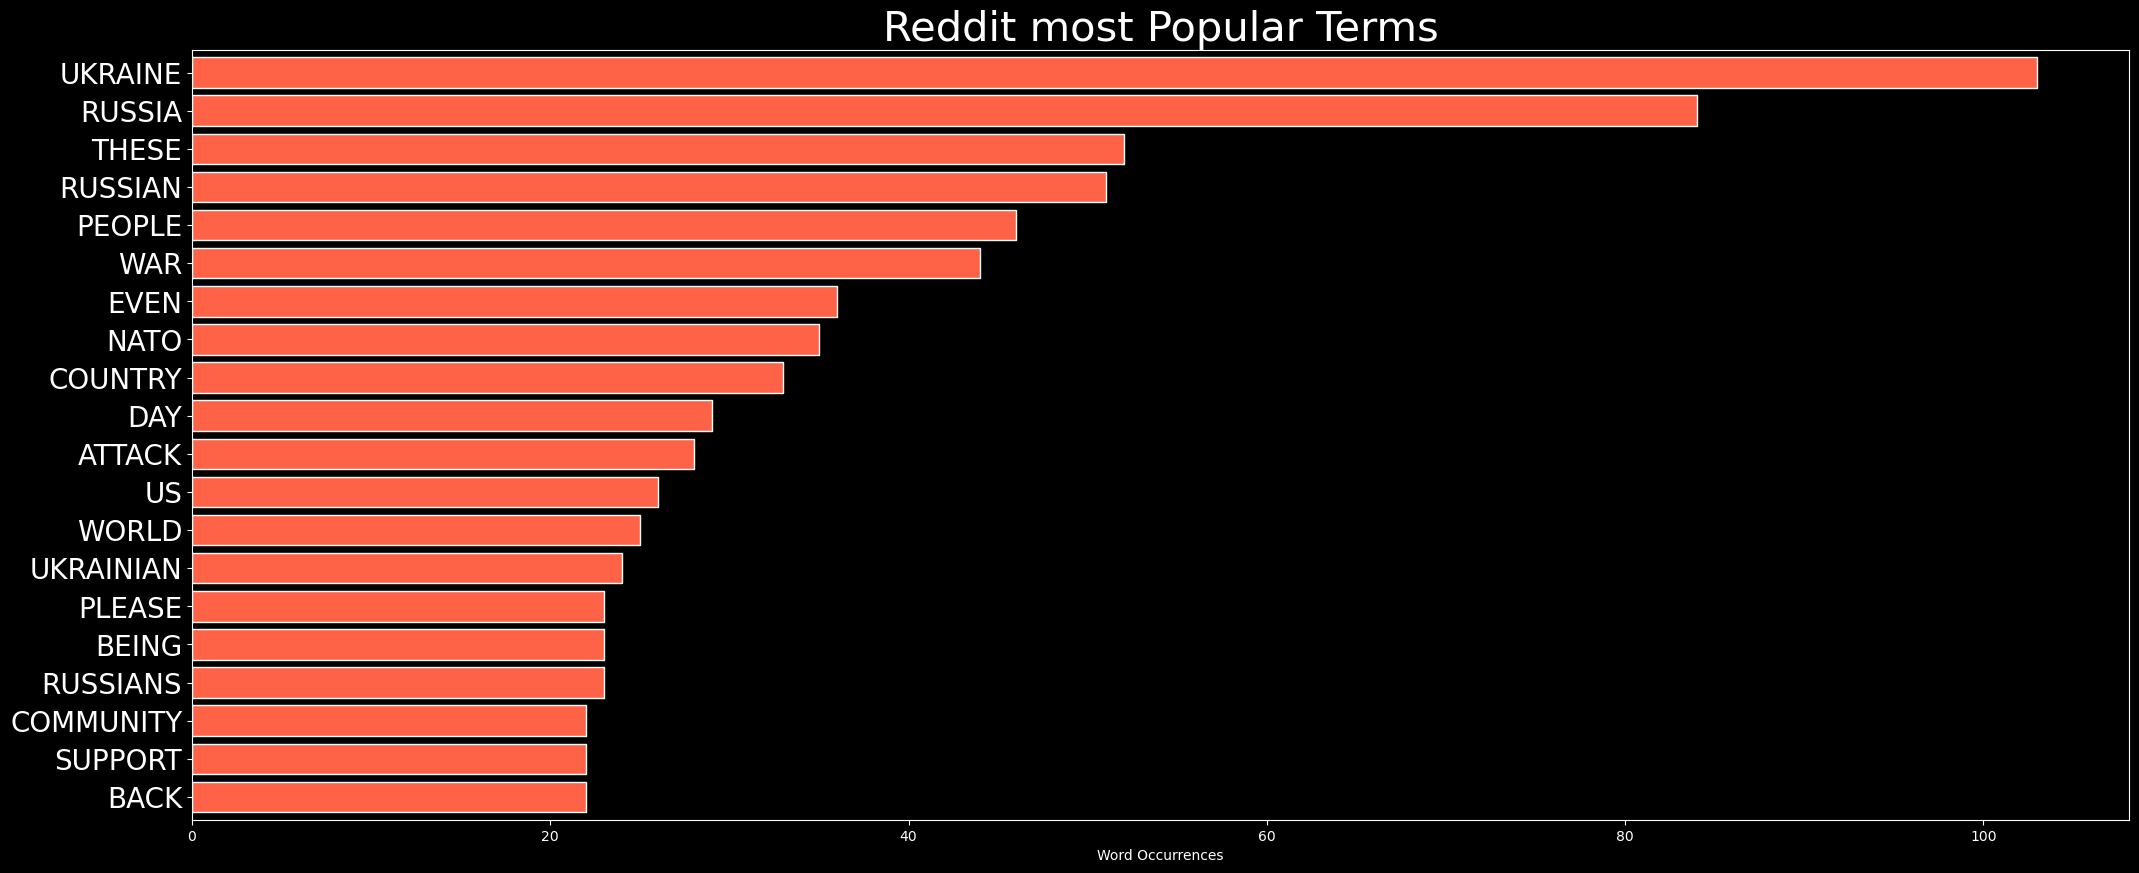 Reddit most Popular Terms
UKRAINE
RUSSIA
THESE
RUSSIAN
PEOPLE
WAR
EVEN
NATO
COUNTRY
DAY
ATTACK
US
WORLD
UKRAINIAN
PLEASE
BEING
RUSSIANS
COMMUNITY
SUPPORT
BACK
0 20 40 60 80 100
Word Occurrences